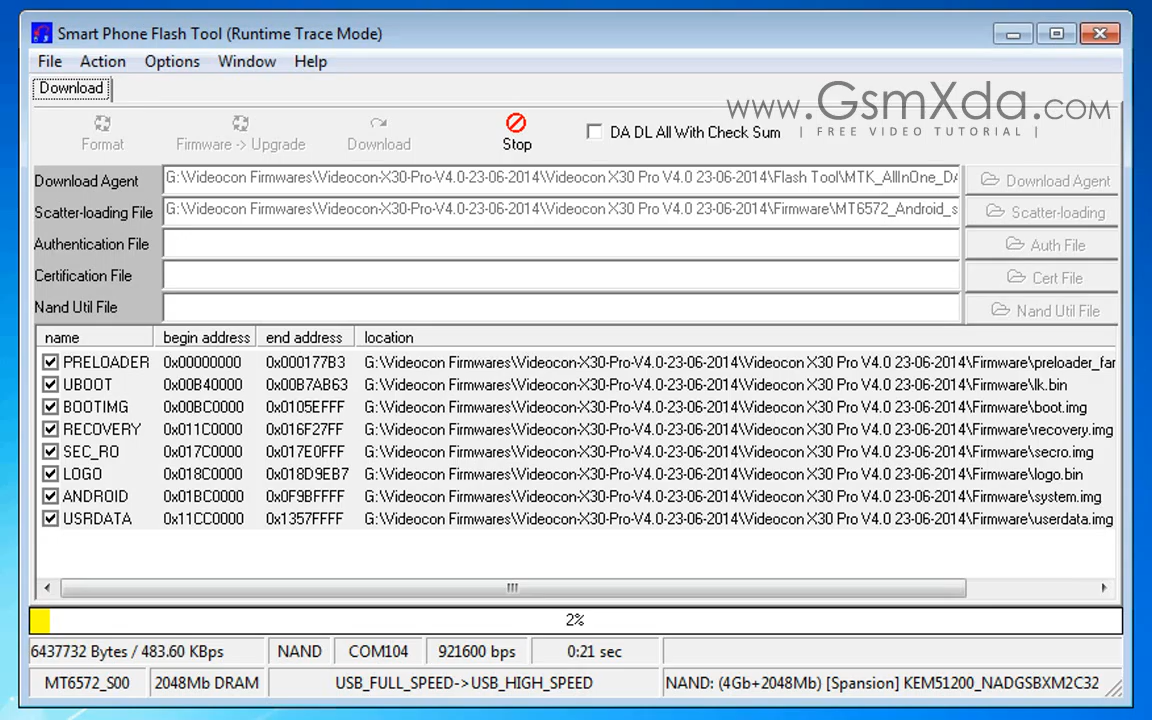 Smart Phone Flash Tool (Runtime Trace Mode)
File Action Options Window Help
Download
www.GsmXda.com
| FREE VIDEO TUTORIAL |
Format Firmware -> Upgrade Download Stop DA DL All With Check Sum
Download Agent G:\Videocon Firmwares\Videocon-X30-Pro-V4.0-23-06-2014\Videocon X30 Pro V4.0 23-06-2014\Flash Tool\MTK_AllInOne_DA Download Agent
Scatter-loading File G:\Videocon Firmwares\Videocon-X30-Pro-V4.0-23-06-2014\Videocon X30 Pro V4.0 23-06-2014\Firmware\MT6572_Android_s Scatter-loading
Authentication File Auth File
Certification File Cert File
Nand Util File Nand Util File
name begin address end address location
PRELOADER 0x00000000 0x000177B3 G:\Videocon Firmwares\Videocon-X30-Pro-V4.0-23-06-2014\Videocon X30 Pro V4.0 23-06-2014\Firmware\preloader_far
UBOOT 0x00B40000 0x00B7AB63 G:\Videocon Firmwares\Videocon-X30-Pro-V4.0-23-06-2014\Videocon X30 Pro V4.0 23-06-2014\Firmware\lk.bin
BOOTIMG 0x00BC0000 0x0105EFFF G:\Videocon Firmwares\Videocon-X30-Pro-V4.0-23-06-2014\Videocon X30 Pro V4.0 23-06-2014\Firmware\boot.img
RECOVERY 0x011C0000 0x016F27FF G:\Videocon Firmwares\Videocon-X30-Pro-V4.0-23-06-2014\Videocon X30 Pro V4.0 23-06-2014\Firmware\recovery.img
SEC_RO 0x017C0000 0x017E0FFF G:\Videocon Firmwares\Videocon-X30-Pro-V4.0-23-06-2014\Videocon X30 Pro V4.0 23-06-2014\Firmware\secro.img
LOGO 0x018C0000 0x018D9EB7 G:\Videocon Firmwares\Videocon-X30-Pro-V4.0-23-06-2014\Videocon X30 Pro V4.0 23-06-2014\Firmware\logo.bin
ANDROID 0x01BC0000 0x0F9BFFFF G:\Videocon Firmwares\Videocon-X30-Pro-V4.0-23-06-2014\Videocon X30 Pro V4.0 23-06-2014\Firmware\system.img
USRDATA 0x11CC0000 0x1357FFFF G:\Videocon Firmwares\Videocon-X30-Pro-V4.0-23-06-2014\Videocon X30 Pro V4.0 23-06-2014\Firmware\userdata.img
2%
6437732 Bytes / 483.60 KBps NAND COM104 921600 bps 0:21 sec
MT6572_S00 2048Mb DRAM USB_FULL_SPEED->USB_HIGH_SPEED NAND: (4Gb+2048Mb) [Spansion] KEM51200_NADGSBXM2C32